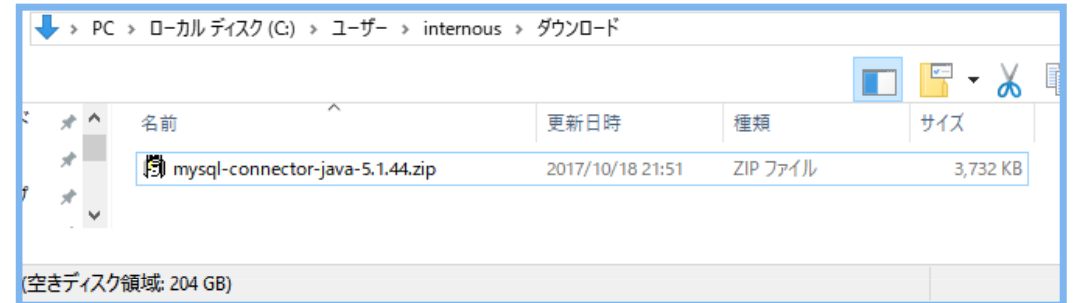 PC > ローカル ディスク (C:) > ユーザー > internous > ダウンロード
名前 更新日時 種類 サイズ
mysql-connector-java-5.1.44.zip 2017/10/18 21:51 ZIP ファイル 3,732 KB
(空きディスク領域: 204 GB)